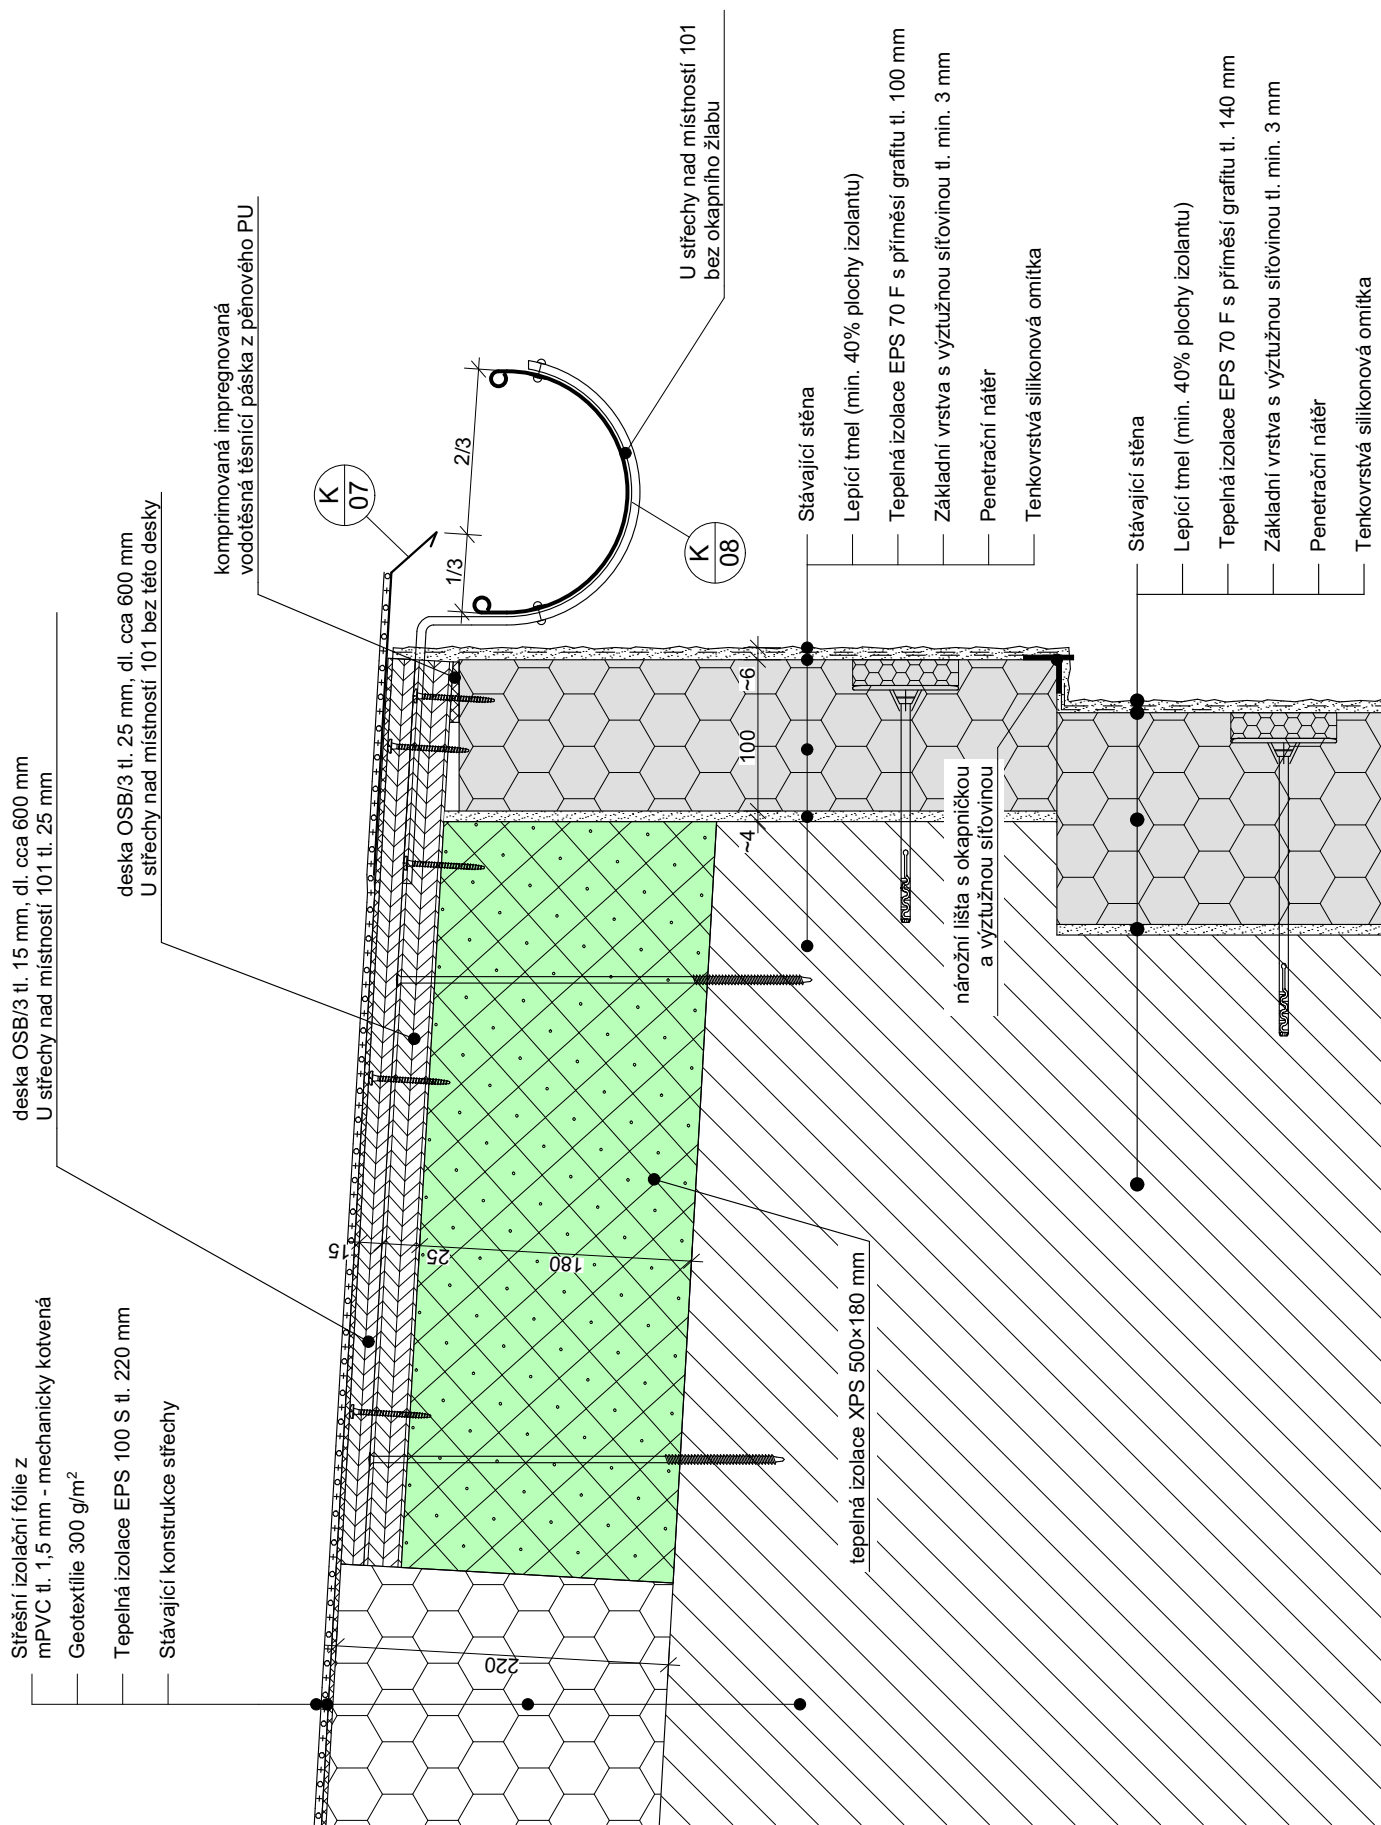 Střešní izolační fólie z
mPVC tl. 1,5 mm - mechanicky kotvená
Geotextílie 300 g/m²
Tepelná izolace EPS 100 S tl. 220 mm
Stávající konstrukce střechy
deska OSB/3 tl. 15 mm, dl. cca 600 mm
U střechy nad místností 101 tl. 25 mm
deska OSB/3 tl. 25 mm, dl. cca 600 mm
U střechy nad místností 101 bez této desky
komprimovaná impregnovaná
vodotěsná těsnící páska z pěnového PU
K
07
1/3
2/3
K
08
U střechy nad místností 101
bez okapního žlabu
15
25
180
220
~4
100
~6
tepelná izolace XPS 500×180 mm
nárožní lišta s okapničkou
a výztužnou síťovinou
Stávající stěna
Lepící tmel (min. 40% plochy izolantu)
Tepelná izolace EPS 70 F s příměsí grafitu tl. 100 mm
Základní vrstva s výztužnou síťovinou tl. min. 3 mm
Penetrační nátěr
Tenkovrstvá silikonová omítka
Stávající stěna
Lepící tmel (min. 40% plochy izolantu)
Tepelná izolace EPS 70 F s příměsí grafitu tl. 140 mm
Základní vrstva s výztužnou síťovinou tl. min. 3 mm
Penetrační nátěr
Tenkovrstvá silikonová omítka